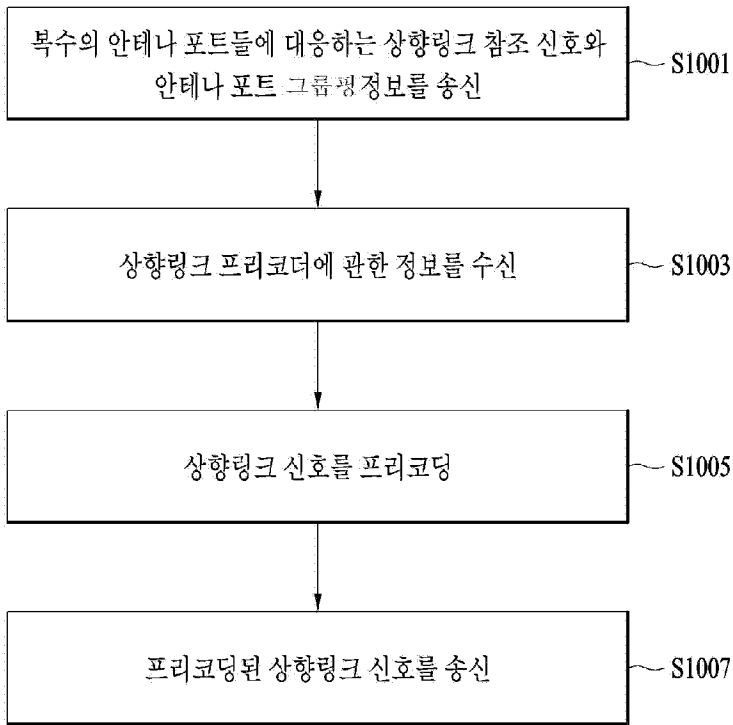 복수의 안테나 포트들에 대응하는 상향링크 참조 신호와
안테나 포트 그룹핑 정보를 송신
S1001
상향링크 프리코더에 관한 정보를 수신
S1003
상향링크 신호를 프리코딩
S1005
프리코딩된 상향링크 신호를 송신
S1007